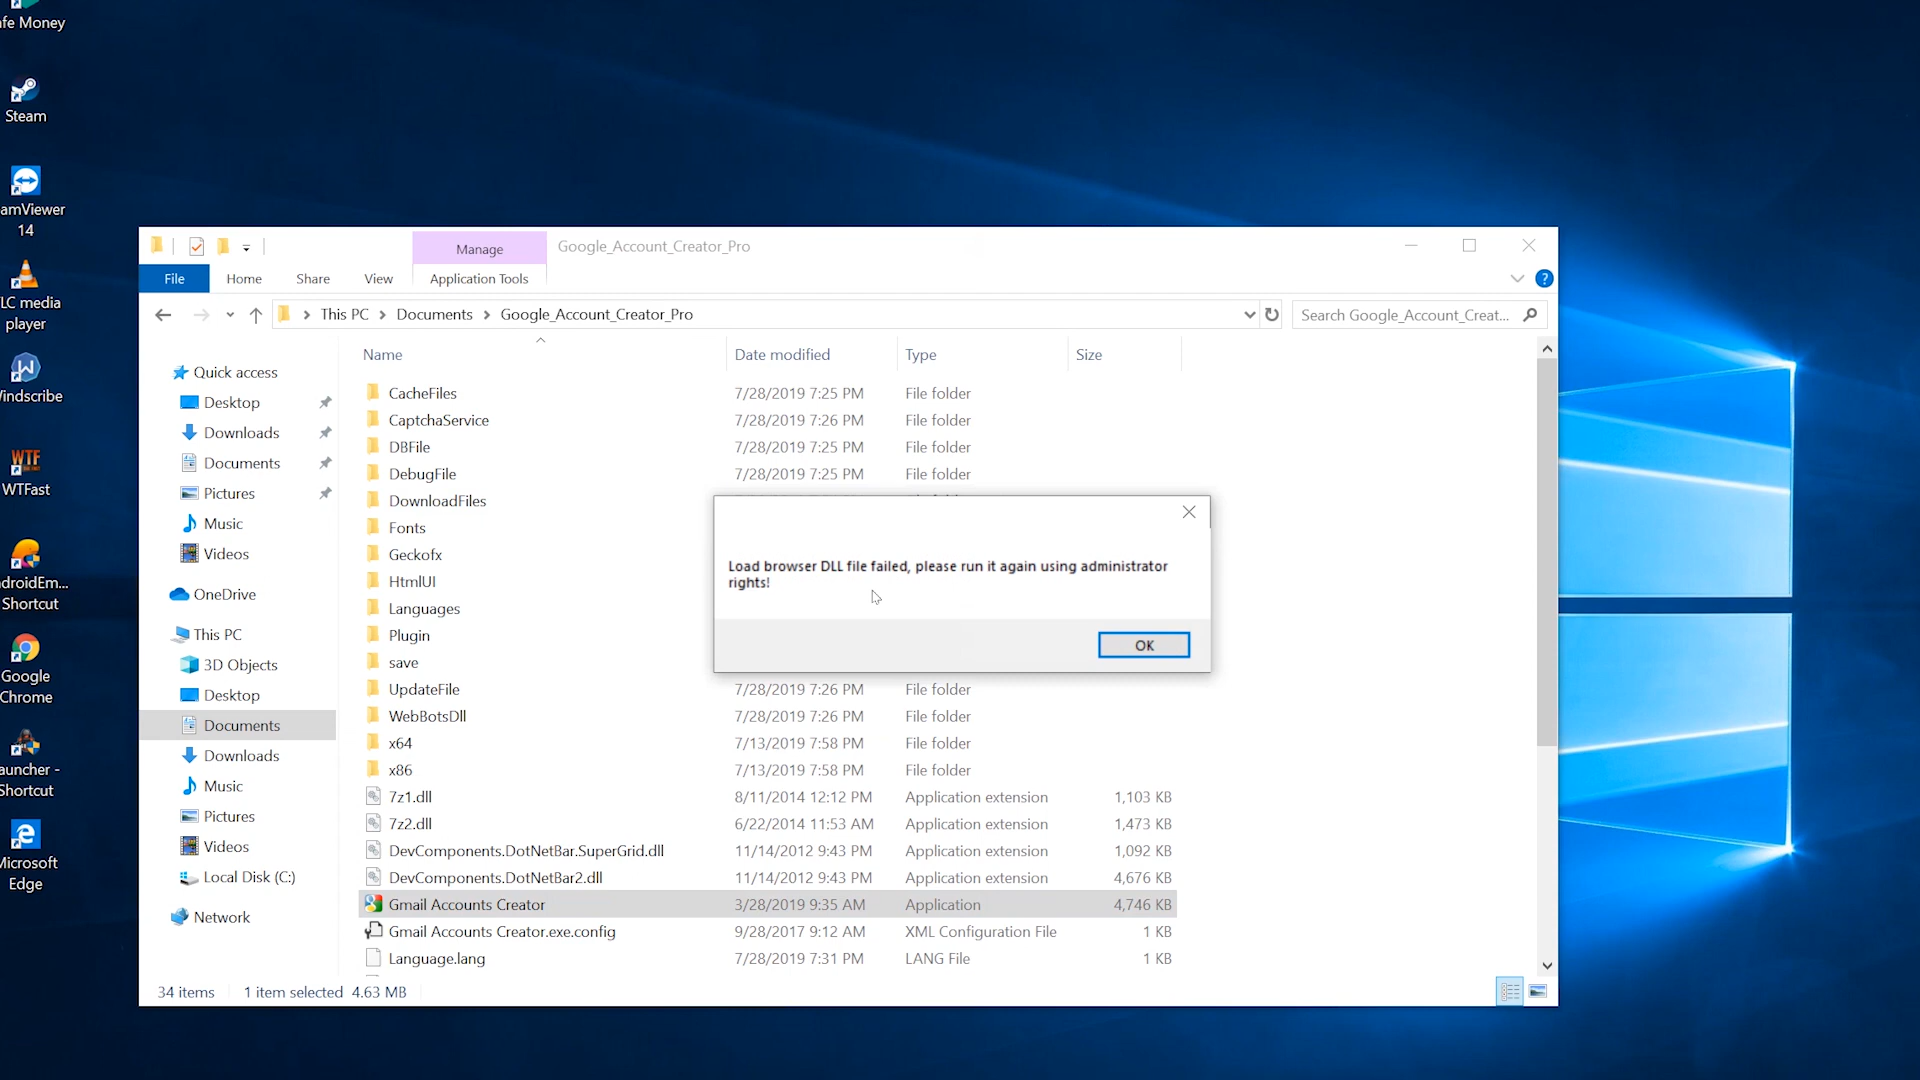 fe Money
Steam
amViewer
14
LC media
player
indscribe
WTFast
WTF
droidEm...
Shortcut
Google
Chrome
auncher -
Shortcut
Microsoft
Edge
Manage
Google_Account_Creator_Pro
File
Home
Share
View
Application Tools
This PC
Documents
Google_Account_Creator_Pro
Search Google_Account_Creat...
Quick access
Desktop
Downloads
Documents
Pictures
Music
Videos
OneDrive
This PC
3D Objects
Desktop
Documents
Downloads
Music
Pictures
Videos
Local Disk (C:)
Network
Name Date modified Type Size
CacheFiles 7/28/2019 7:25 PM File folder
CaptchaService 7/28/2019 7:26 PM File folder
DBFile 7/28/2019 7:25 PM File folder
DebugFile 7/28/2019 7:25 PM File folder
DownloadFiles
Fonts
Geckofx
HtmlUI
Languages
Plugin
save
UpdateFile 7/28/2019 7:26 PM File folder
WebBotsDll 7/28/2019 7:26 PM File folder
x64 7/13/2019 7:58 PM File folder
x86 7/13/2019 7:58 PM File folder
7z1.dll 8/11/2014 12:12 PM Application extension 1,103 KB
7z2.dll 6/22/2014 11:53 AM Application extension 1,473 KB
DevComponents.DotNetBar.SuperGrid.dll 11/14/2012 9:43 PM Application extension 1,092 KB
DevComponents.DotNetBar2.dll 11/14/2012 9:43 PM Application extension 4,676 KB
Gmail Accounts Creator 3/28/2019 9:35 AM Application 4,746 KB
Gmail Accounts Creator.exe.config 9/28/2017 9:12 AM XML Configuration File 1 KB
Language.lang 7/28/2019 7:31 PM LANG File 1 KB
Load browser DLL file failed, please run it again using administrator
rights!
OK
34 items 1 item selected 4.63 MB